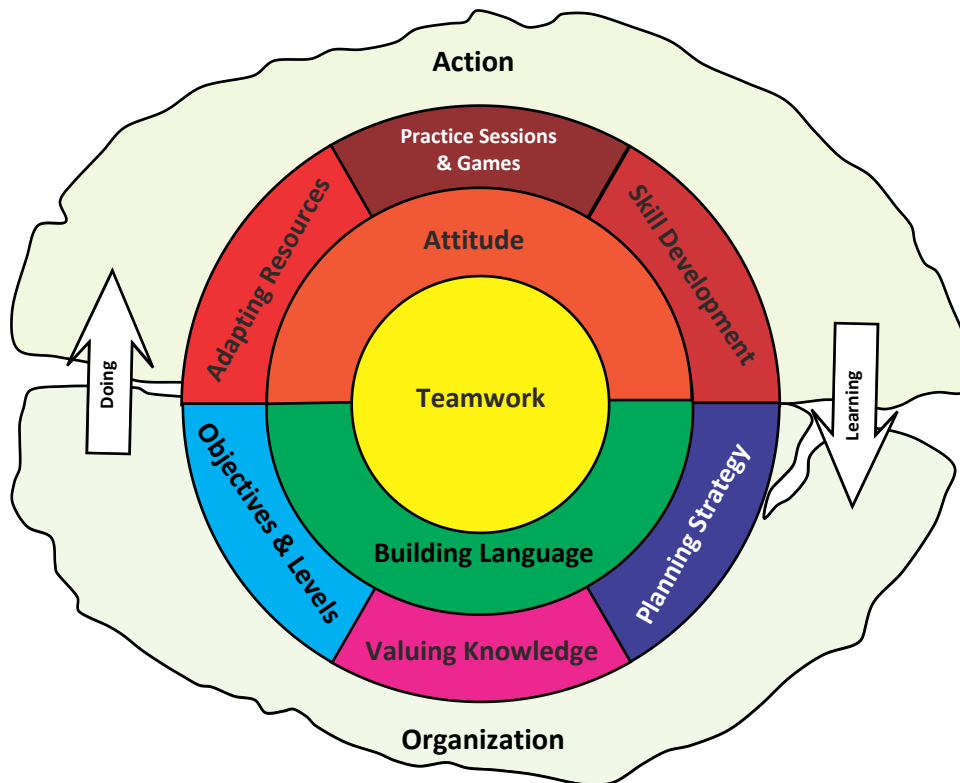 Action
Practice Sessions
& Games
Adapting Resources
Skill Development
Attitude
Doing
Learning
Teamwork
Objectives & Levels
Building Language
Planning Strategy
Valuing Knowledge
Organization